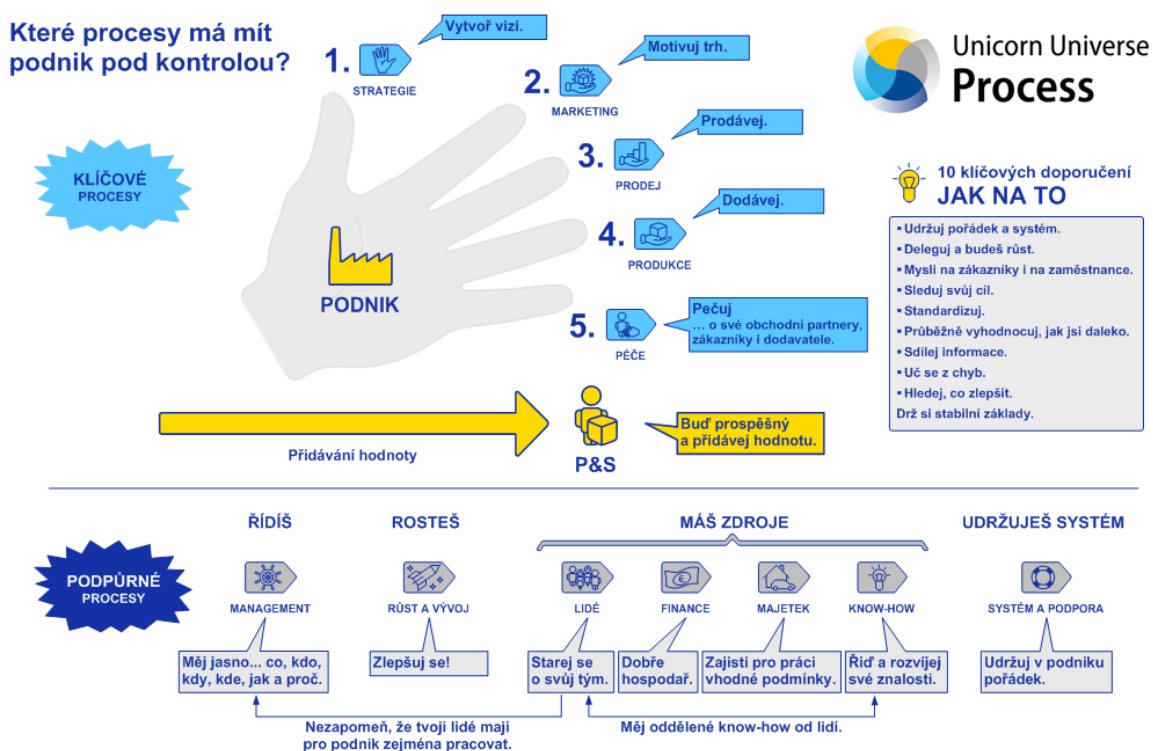 Které procesy má mít
podnik pod kontrolou?
1.
STRATEGIE
Vytvoř vizi.
2.
MARKETING
Motivuj trh.
Unicorn Universe
Process
3.
PRODEJ
Prodávej.
KLÍČOVÉ
PROCESY
4.
PRODUKCE
Dodávej.
PODNIK
5.
PÉČE
Pečuj
... o své obchodní partnery,
zákazníky i dodavatele.
10 klíčových doporučení
JAK NA TO
▪ Udržuj pořádek a systém.
▪ Deleguj a budeš růst.
▪ Mysli na zákazníky i na zaměstnance.
▪ Sleduj svůj cíl.
▪ Standardizuj.
▪ Průběžně vyhodnocuj, jak jsi daleko.
▪ Sdílej informace.
▪ Uč se z chyb.
▪ Hledej, co zlepšit.
Drž si stabilní základy.
Přidávání hodnoty
P&S
Buď prospěšný
a přidávej hodnotu.
PODPŮRNÉ
PROCESY
ŘÍDÍŠ
MANAGEMENT
Měj jasno... co, kdo,
kdy, kde, jak a proč.
ROSTEŠ
RŮST A VÝVOJ
Zlepšuj se!
MÁŠ ZDROJE
LIDÉ
Starej se
o svůj tým.
FINANCE
Dobře
hospodař.
MAJETEK
Zajisti pro práci
vhodné podmínky.
KNOW-HOW
Řiď a rozvíjej
své znalosti.
UDRŽUJEŠ SYSTÉM
SYSTÉM A PODPORA
Udržuj v podniku
pořádek.
Nezapomeň, že tvoji lidé mají
pro podnik zejména pracovat.
Měj oddělené know-how od lidí.